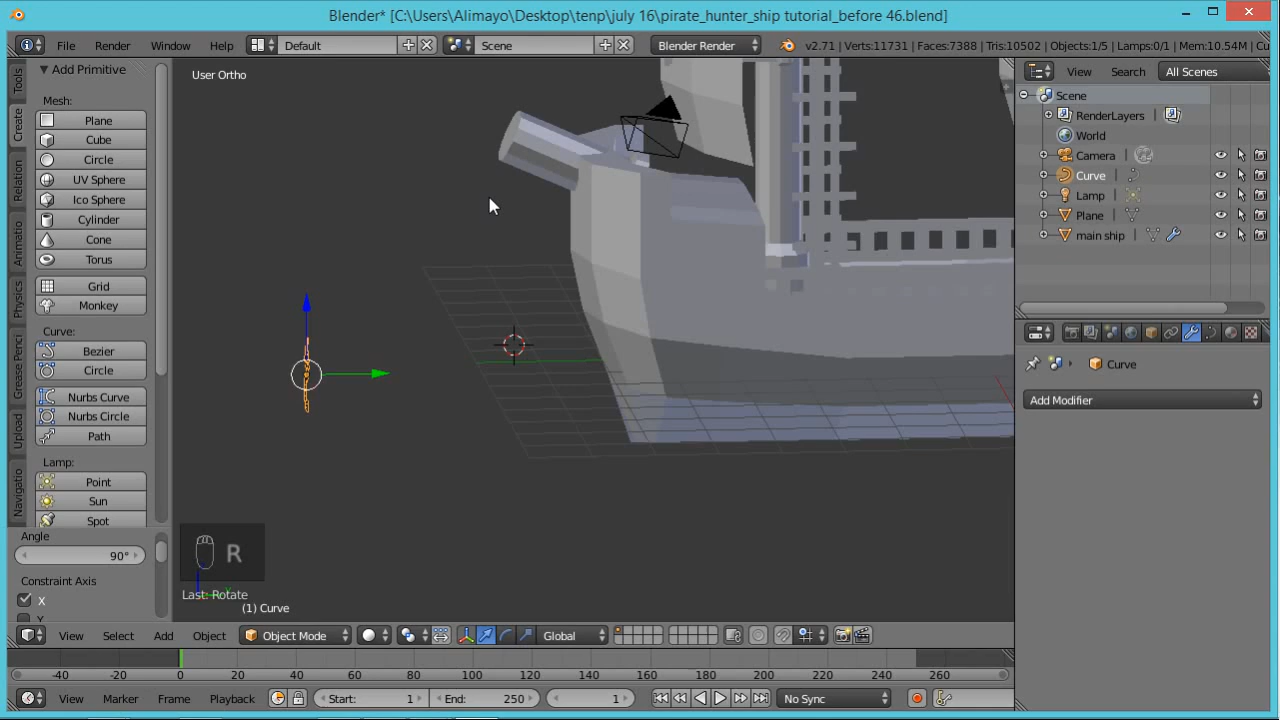 Blender* [C:\Users\Alimayo\Desktop\tenp\july 16\pirate_hunter_ship tutorial_before 46.blend]
File Render Window Help Default Scene Blender Render v2.71 | Verts:11731 | Faces:7388 | Tris:10502 | Objects:1/5 | Lamps:0/1 | Mem:10.54M | Cu
Tools
Create
Relation
Animatio
Physics
Grease Penci
Upload
Navigatio
Add Primitive
Mesh:
Plane
Cube
Circle
UV Sphere
Ico Sphere
Cylinder
Cone
Torus
Grid
Monkey
Curve:
Bezier
Circle
Nurbs Curve
Nurbs Circle
Path
Lamp:
Point
Sun
Spot
Angle
90°
Constraint Axis
X
User Ortho
R
Last: Rotate
(1) Curve
View Search All Scenes
Scene
RenderLayers
World
Camera
Curve
Lamp
Plane
main ship
Curve
Add Modifier
View Select Add Object Object Mode Global
-40 -20 0 20 40 60 80 100 120 140 160 180 200 220 240 260
View Marker Frame Playback Start: 1 End: 250 1 No Sync